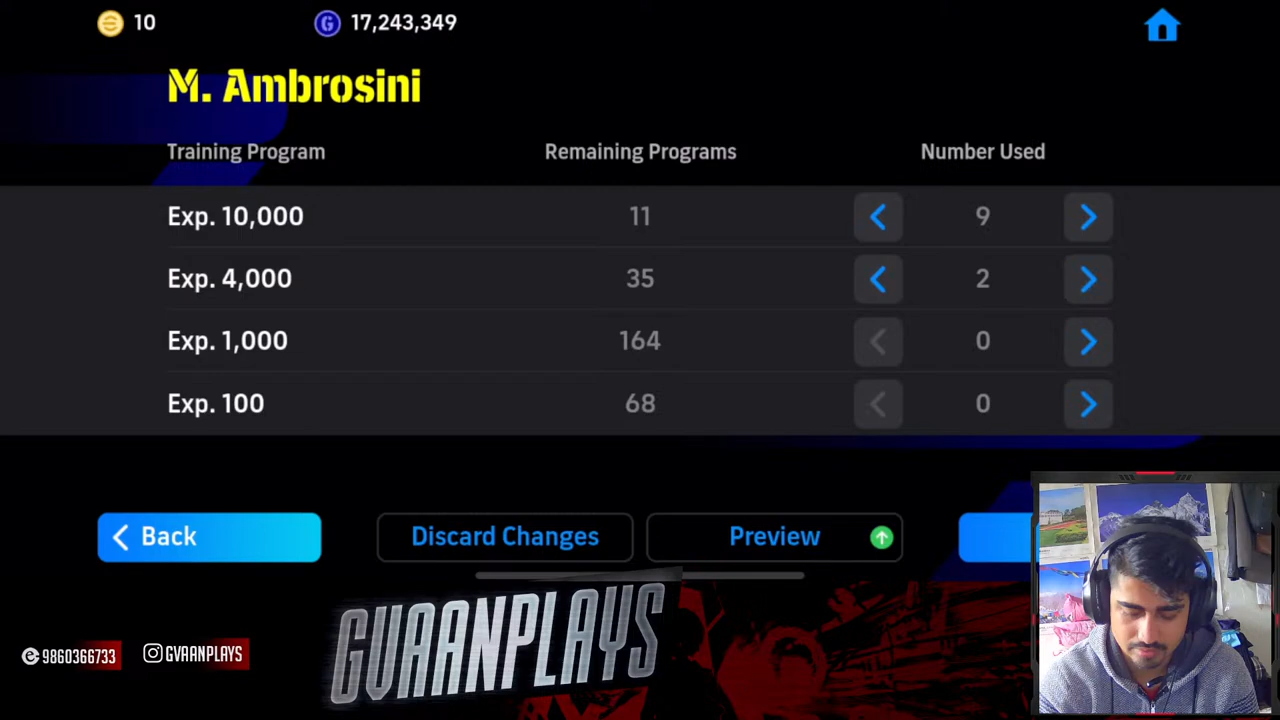 10 17,243,349
M. Ambrosini
Training Program Remaining Programs Number Used
Exp. 10,000 11 9
Exp. 4,000 35 2
Exp. 1,000 164 0
Exp. 100 68 0
Back Discard Changes Preview
GVAANPLAYS
9860366733 GVAANPLAYS